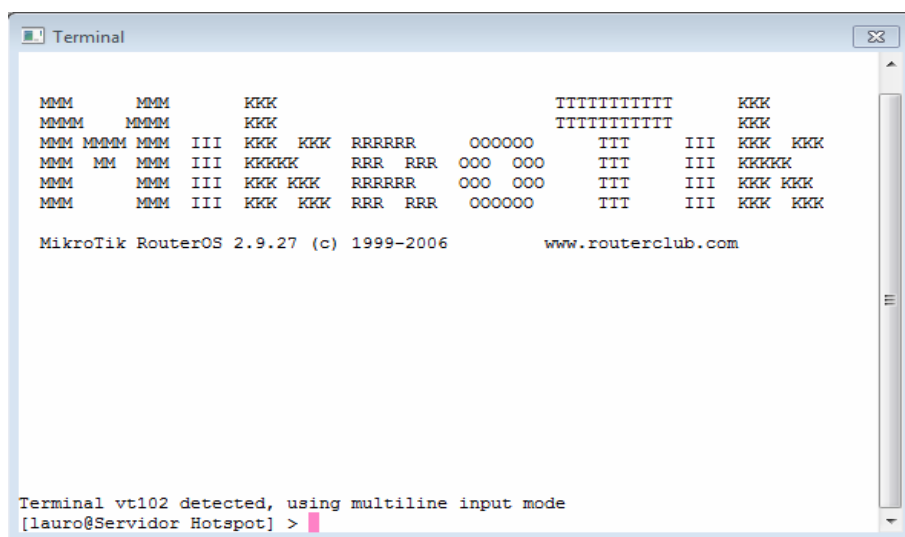 Terminal
MMM       MMM        KKK                               TTTTTTTTTTT       KKK
MMMM     MMMM        KKK                               TTTTTTTTTTT       KKK
MMM MMMM MMM  III  KKK  KKK  RRRRRR      OOOOOO       TTT      III  KKK  KKK
MMM  MM  MMM  III  KKKKK     RRR  RRR  OOO  OOO      TTT      III  KKKKK
MMM      MMM  III  KKK KKK   RRRRRR    OOO  OOO      TTT      III  KKK KKK
MMM      MMM  III  KKK  KKK  RRR  RRR   OOOOOO       TTT      III  KKK  KKK
MikroTik RouterOS 2.9.27 (c) 1999-2006          www.routerclub.com
Terminal vt102 detected, using multiline input mode
[lauro@Servidor Hotspot] >